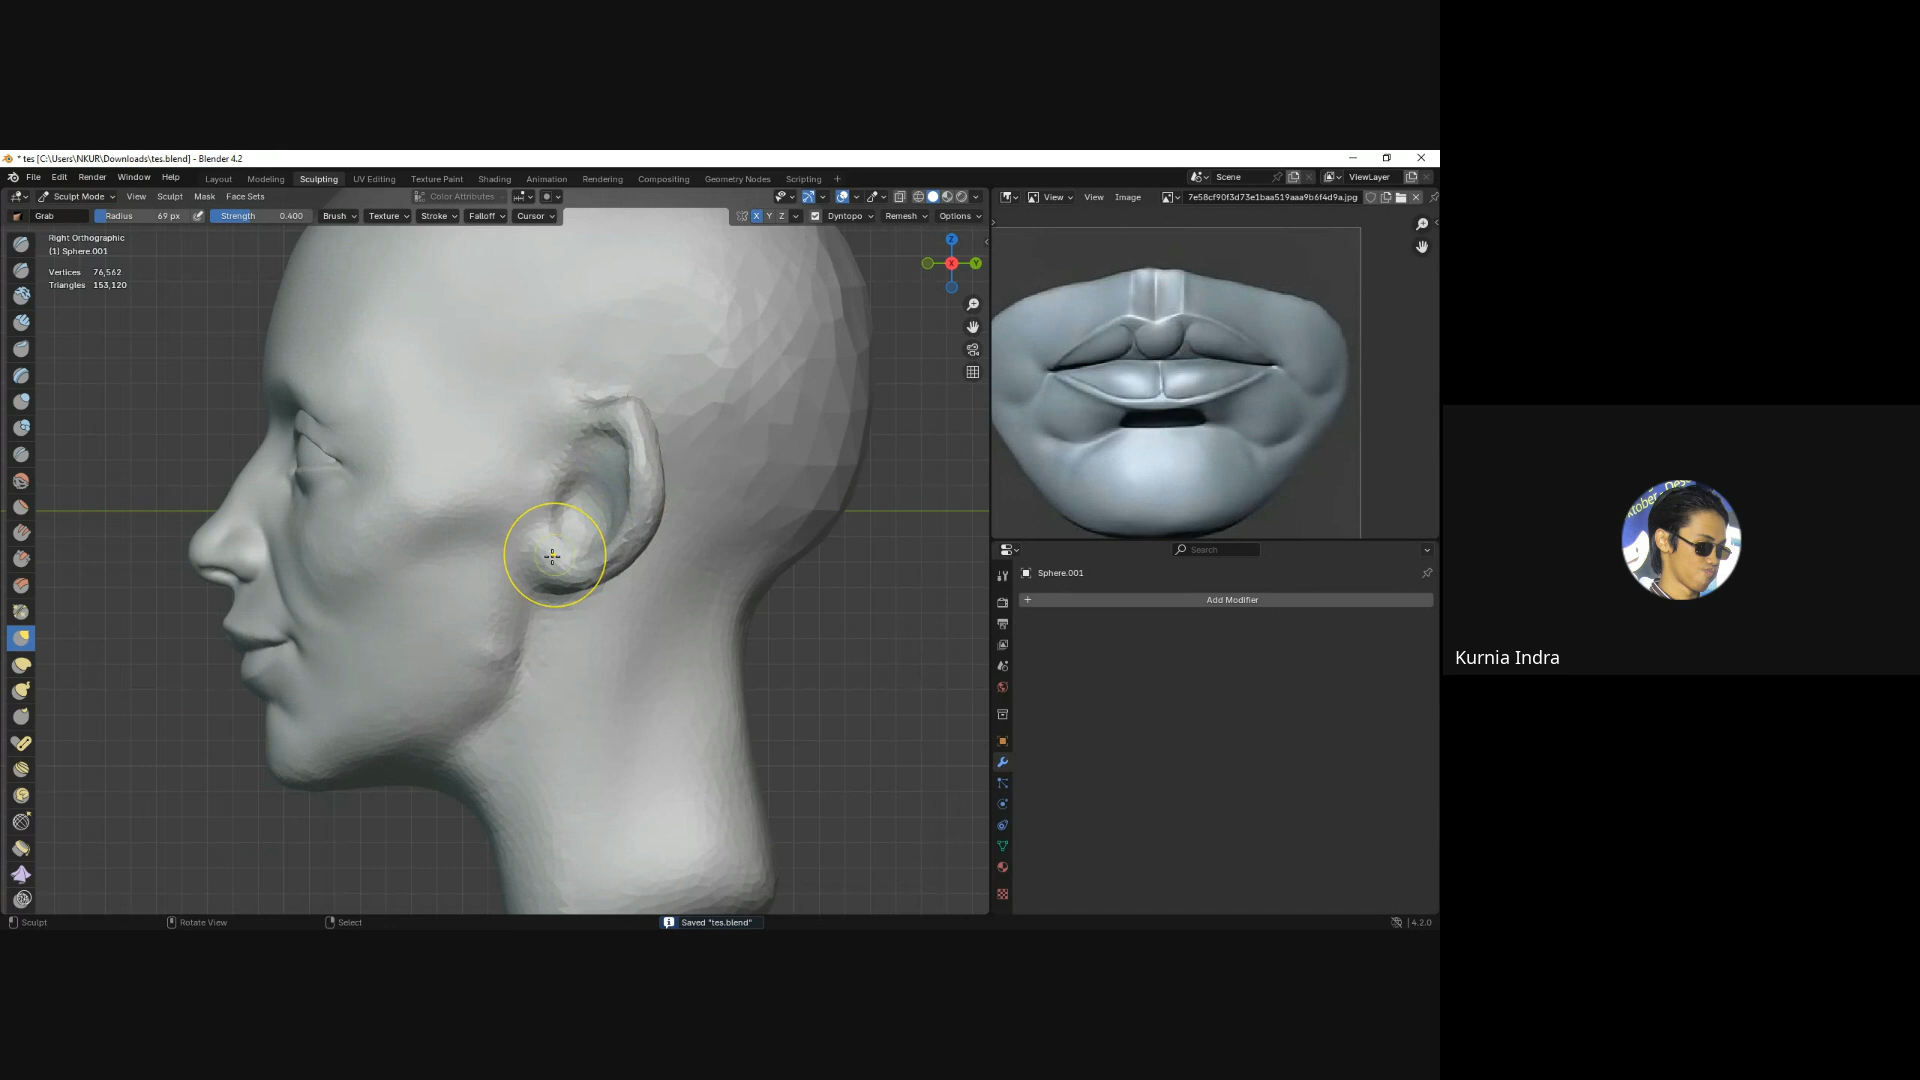 * tes [C:\Users\NKUR\Downloads\tes.blend] - Blender 4.2
File Edit Render Window Help Layout Modeling Sculpting UV Editing Texture Paint Shading Animation Rendering Compositing Geometry Nodes Scripting + Scene ViewLayer
Sculpt Mode View Sculpt Mask Face Sets Color Attributes View View Image 7e58cf90f3d73e1baa519aaa9b6f4d9a.jpg
Grab Radius 69 px Strength 0.400 Brush Texture Stroke Falloff Cursor X Y Z Dyntopo Remesh Options
Right Orthographic
(1) Sphere.001
Vertices 76,562
Triangles 153,120
Z
X
Y
Search
Sphere.001
+ Add Modifier
Kurnia Indra
Sculpt Rotate View Select Saved "tes.blend" 4.2.0